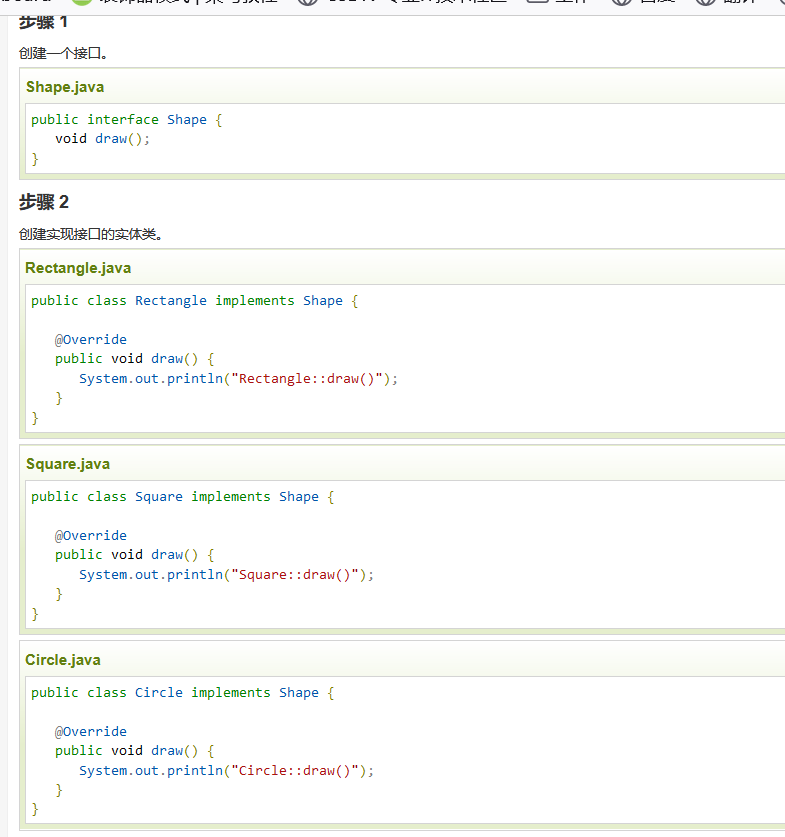 步骤 1
创建一个接口。
Shape.java
public interface Shape {
   void draw();
}
步骤 2
创建实现接口的实体类。
Rectangle.java
public class Rectangle implements Shape {
   @Override
   public void draw() {
      System.out.println("Rectangle::draw()");
   }
}
Square.java
public class Square implements Shape {
   @Override
   public void draw() {
      System.out.println("Square::draw()");
   }
}
Circle.java
public class Circle implements Shape {
   @Override
   public void draw() {
      System.out.println("Circle::draw()");
   }
}